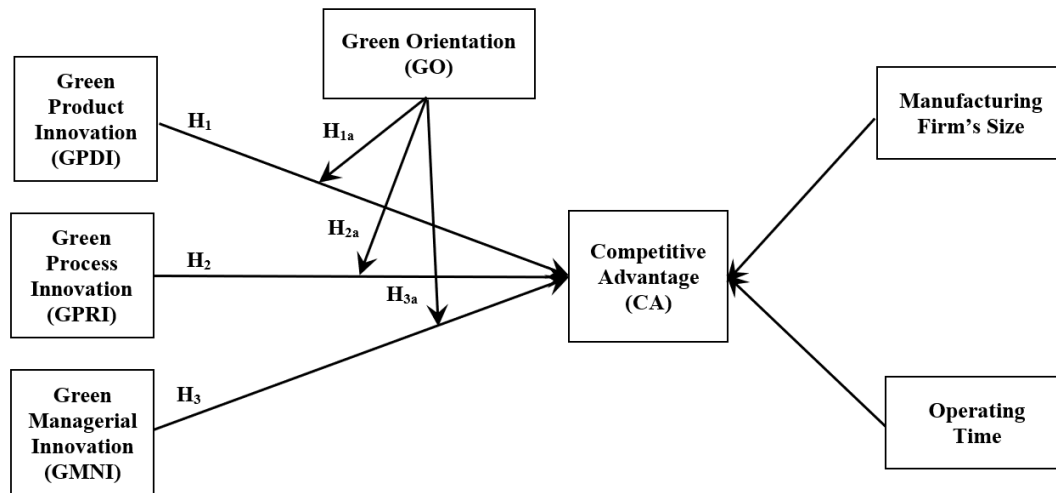 Green Orientation
(GO)
Green
Product
Innovation
(GPDI)
Manufacturing
Firm's Size
H1
H1a
H2a
Green
Process
Innovation
(GPRI)
H2
H3a
Competitive
Advantage
(CA)
Green
Managerial
Innovation
(GMNI)
H3
Operating
Time